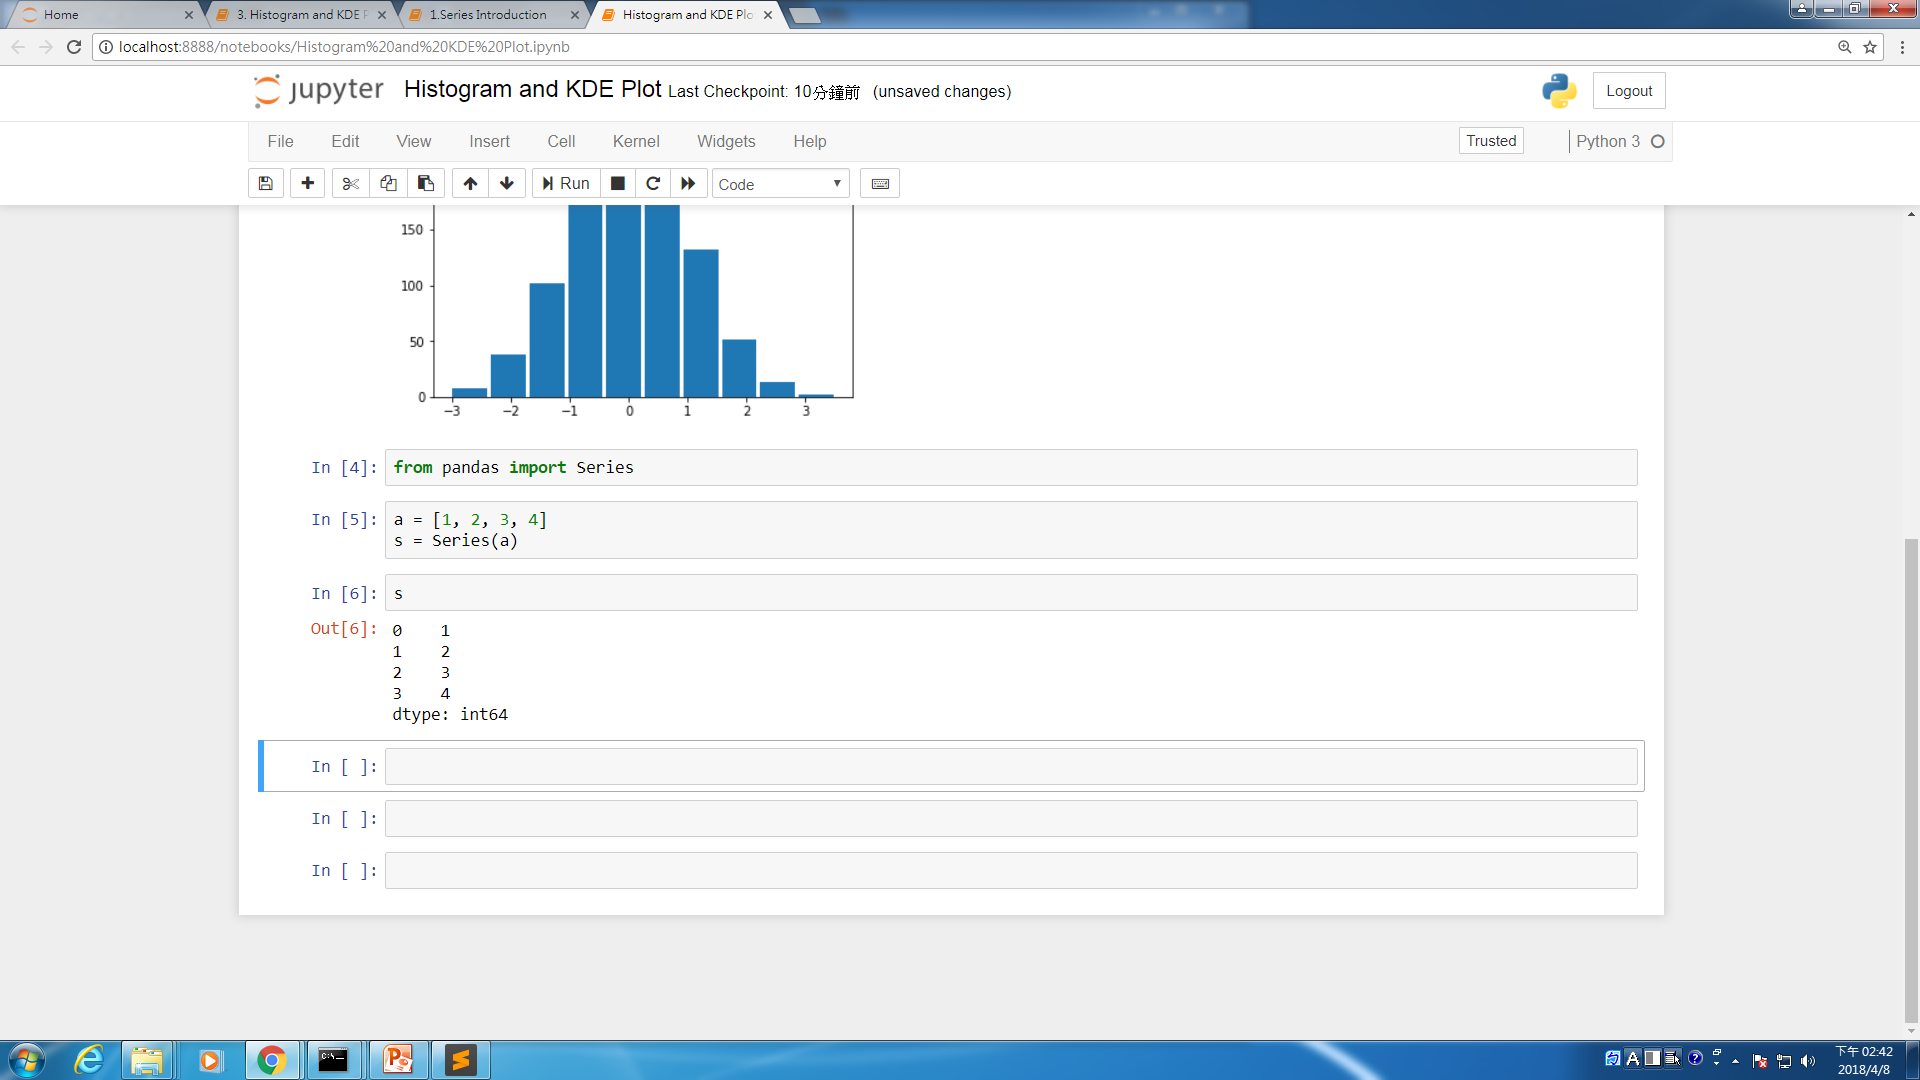 Home
3. Histogram and KDE P
1.Series Introduction
Histogram and KDE Plo
localhost:8888/notebooks/Histogram%20and%20KDE%20Plot.ipynb
jupyter Histogram and KDE Plot Last Checkpoint: 10分鐘前 (unsaved changes)
Logout
File Edit View Insert Cell Kernel Widgets Help
Trusted
Python 3
Run
Code
150
100
50
0
−3 −2 −1 0 1 2 3
In [4]: from pandas import Series
In [5]: a = [1, 2, 3, 4]
s = Series(a)
In [6]: s
Out[6]: 0 1
1 2
2 3
3 4
dtype: int64
In [ ]:
In [ ]:
In [ ]:
下午 02:42
2018/4/8